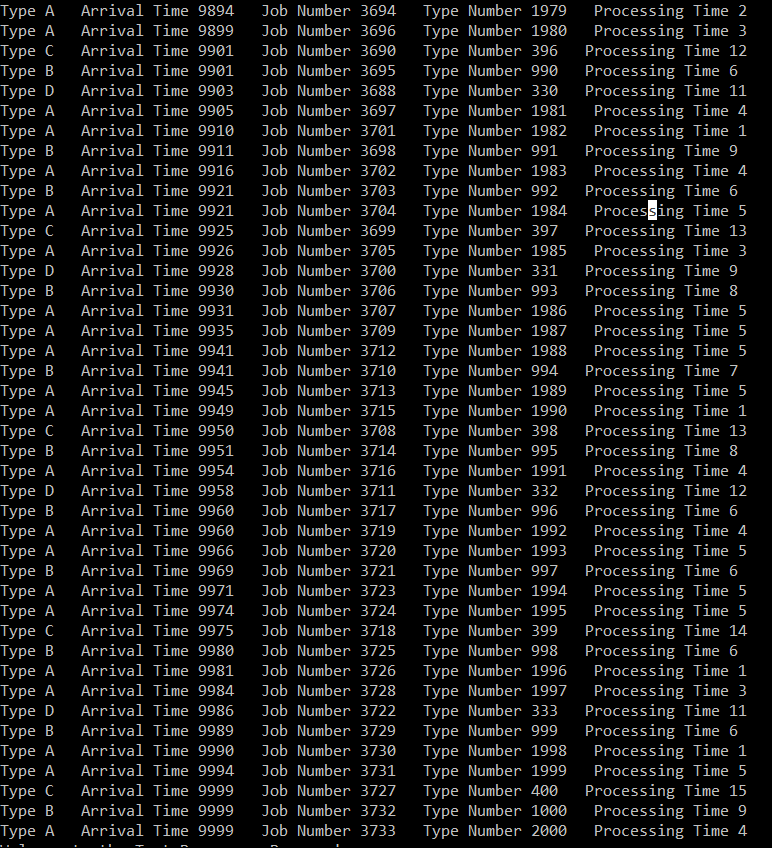 Type A   Arrival Time 9894   Job Number 3694   Type Number 1979   Processing Time 2
Type A   Arrival Time 9899   Job Number 3696   Type Number 1980   Processing Time 3
Type C   Arrival Time 9901   Job Number 3690   Type Number 396   Processing Time 12
Type B   Arrival Time 9901   Job Number 3695   Type Number 990   Processing Time 6
Type D   Arrival Time 9903   Job Number 3688   Type Number 330   Processing Time 11
Type A   Arrival Time 9905   Job Number 3697   Type Number 1981   Processing Time 4
Type A   Arrival Time 9910   Job Number 3701   Type Number 1982   Processing Time 1
Type B   Arrival Time 9911   Job Number 3698   Type Number 991   Processing Time 9
Type A   Arrival Time 9916   Job Number 3702   Type Number 1983   Processing Time 4
Type B   Arrival Time 9921   Job Number 3703   Type Number 992   Processing Time 6
Type A   Arrival Time 9921   Job Number 3704   Type Number 1984   Processing Time 5
Type C   Arrival Time 9925   Job Number 3699   Type Number 397   Processing Time 13
Type A   Arrival Time 9926   Job Number 3705   Type Number 1985   Processing Time 3
Type D   Arrival Time 9928   Job Number 3700   Type Number 331   Processing Time 9
Type B   Arrival Time 9930   Job Number 3706   Type Number 993   Processing Time 8
Type A   Arrival Time 9931   Job Number 3707   Type Number 1986   Processing Time 5
Type A   Arrival Time 9935   Job Number 3709   Type Number 1987   Processing Time 5
Type A   Arrival Time 9941   Job Number 3712   Type Number 1988   Processing Time 5
Type B   Arrival Time 9941   Job Number 3710   Type Number 994   Processing Time 7
Type A   Arrival Time 9945   Job Number 3713   Type Number 1989   Processing Time 5
Type A   Arrival Time 9949   Job Number 3715   Type Number 1990   Processing Time 1
Type C   Arrival Time 9950   Job Number 3708   Type Number 398   Processing Time 13
Type B   Arrival Time 9951   Job Number 3714   Type Number 995   Processing Time 8
Type A   Arrival Time 9954   Job Number 3716   Type Number 1991   Processing Time 4
Type D   Arrival Time 9958   Job Number 3711   Type Number 332   Processing Time 12
Type B   Arrival Time 9960   Job Number 3717   Type Number 996   Processing Time 6
Type A   Arrival Time 9960   Job Number 3719   Type Number 1992   Processing Time 4
Type A   Arrival Time 9966   Job Number 3720   Type Number 1993   Processing Time 5
Type B   Arrival Time 9969   Job Number 3721   Type Number 997   Processing Time 6
Type A   Arrival Time 9971   Job Number 3723   Type Number 1994   Processing Time 5
Type A   Arrival Time 9974   Job Number 3724   Type Number 1995   Processing Time 5
Type C   Arrival Time 9975   Job Number 3718   Type Number 399   Processing Time 14
Type B   Arrival Time 9980   Job Number 3725   Type Number 998   Processing Time 6
Type A   Arrival Time 9981   Job Number 3726   Type Number 1996   Processing Time 1
Type A   Arrival Time 9984   Job Number 3728   Type Number 1997   Processing Time 3
Type D   Arrival Time 9986   Job Number 3722   Type Number 333   Processing Time 11
Type B   Arrival Time 9989   Job Number 3729   Type Number 999   Processing Time 6
Type A   Arrival Time 9990   Job Number 3730   Type Number 1998   Processing Time 1
Type A   Arrival Time 9994   Job Number 3731   Type Number 1999   Processing Time 5
Type C   Arrival Time 9999   Job Number 3727   Type Number 400   Processing Time 15
Type B   Arrival Time 9999   Job Number 3732   Type Number 1000   Processing Time 9
Type A   Arrival Time 9999   Job Number 3733   Type Number 2000   Processing Time 4